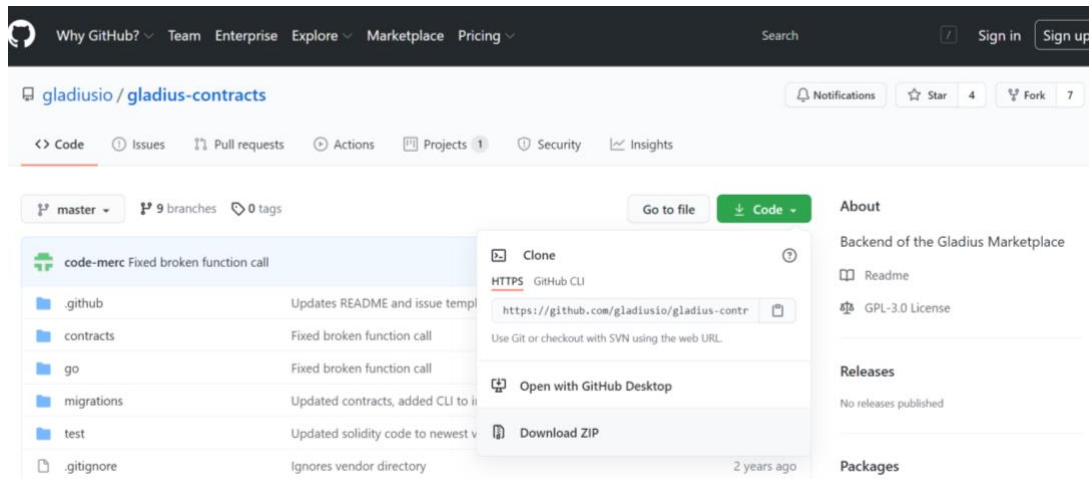 Why GitHub? Team Enterprise Explore Marketplace Pricing Search / Sign in Sign up
gladiusio / gladius-contracts Notifications Star 4 Fork 7
<> Code Issues Pull requests Actions Projects 1 Security Insights
master 9 branches 0 tags Go to file Code
code-merc Fixed broken function call
.github Updates README and issue templ
contracts Fixed broken function call
go Fixed broken function call
migrations Updated contracts, added CLI to i
test Updated solidity code to newest v
.gitignore Ignores vendor directory 2 years ago
Clone
HTTPS GitHub CLI
https://github.com/gladiusio/gladius-contr
Use Git or checkout with SVN using the web URL.
Open with GitHub Desktop
Download ZIP
About
Backend of the Gladius Marketplace
Readme
GPL-3.0 License
Releases
No releases published
Packages